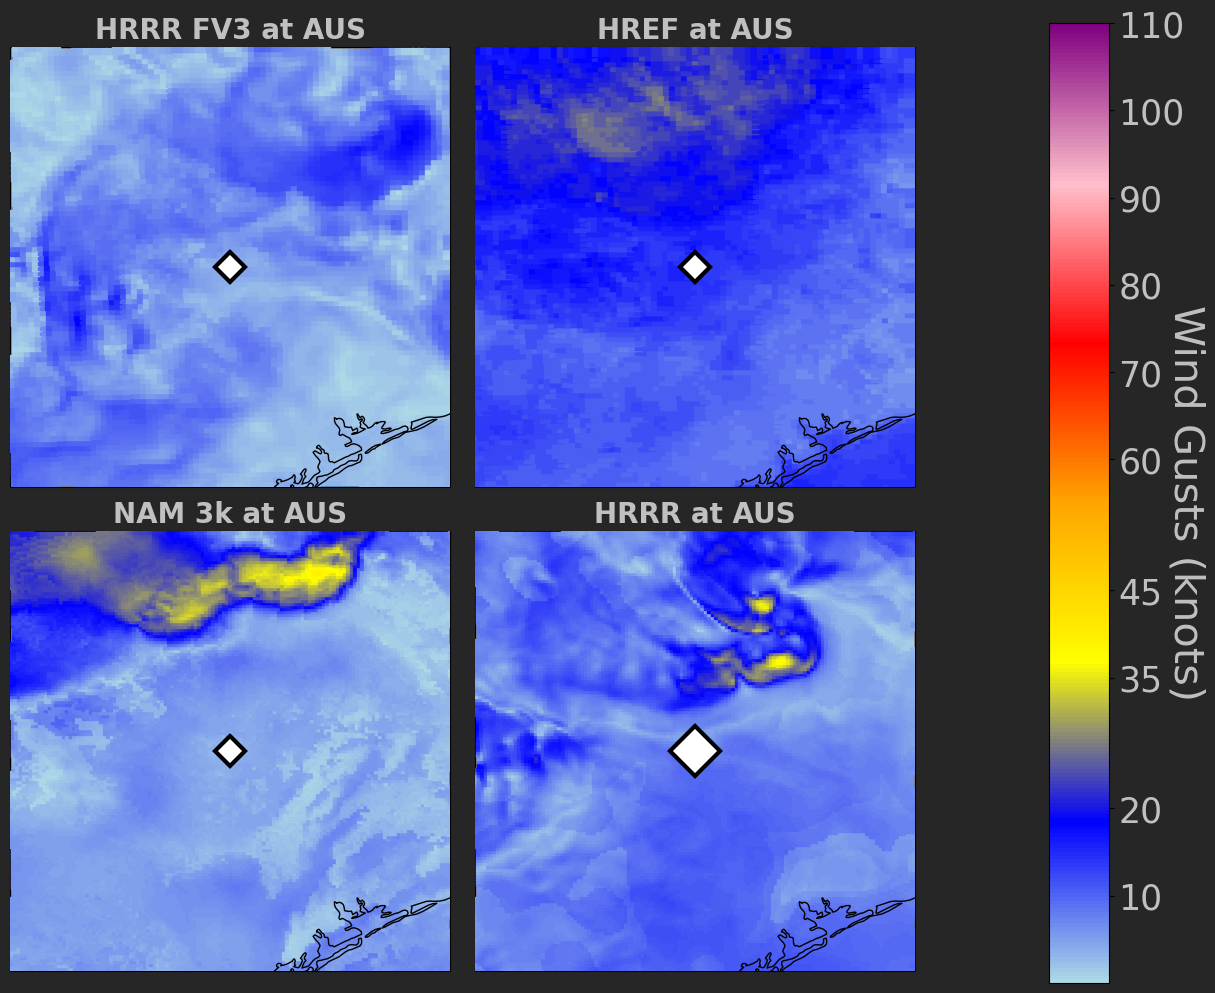 HRRR FV3 at AUS
HREF at AUS
NAM 3k at AUS
HRRR at AUS
110
100
90
80
70
60
45
35
20
10
Wind Gusts (knots)